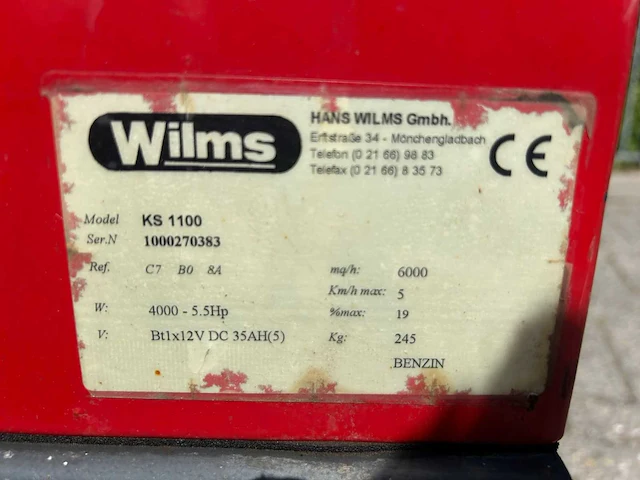 Wilms
HANS WILMS Gmbh.
Erftstraße 34 - Mönchengladbach
Telefon (0 21 66) 98 83
Telefax (0 21 66) 8 35 73
CE
Model KS 1100
Ser.N 1000270383
Ref. C7 B0 8A
mq/h: 6000
Km/h max: 5
W: 4000 - 5.5Hp
%max: 19
V: Bt1x12V DC 35AH(5)
Kg: 245
BENZIN